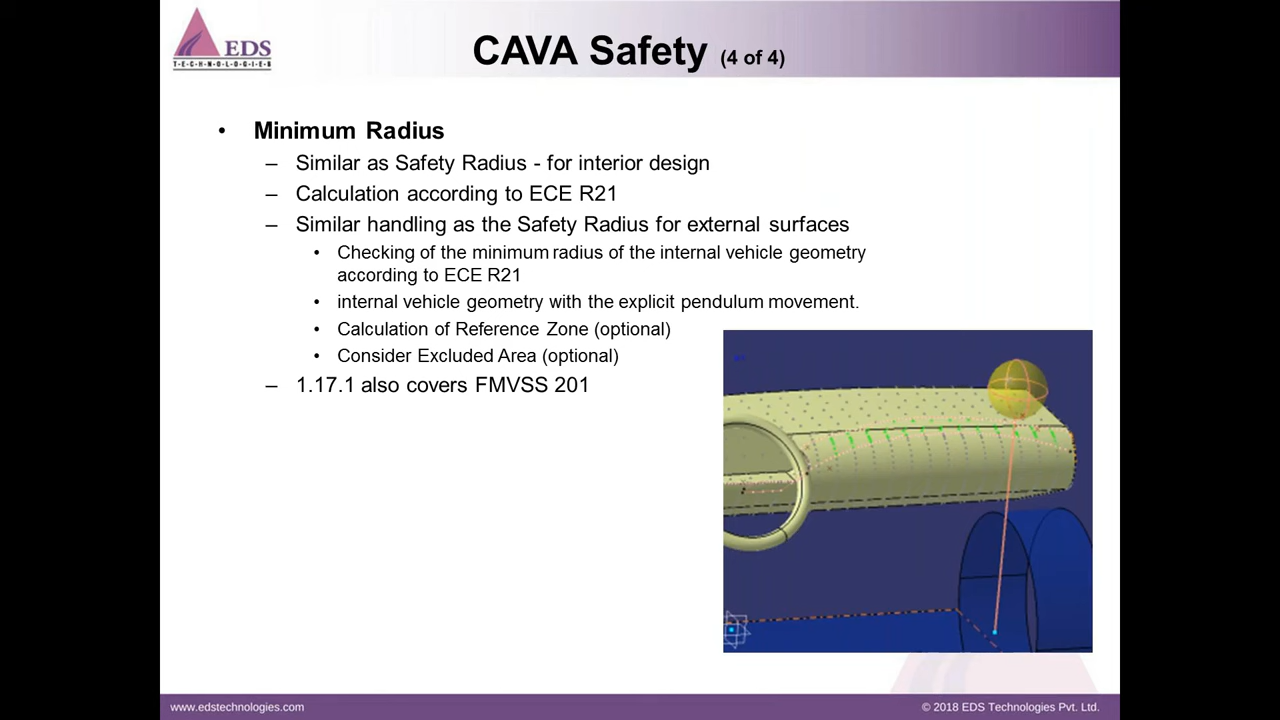 EDS
T·E·C·H·N·O·L·O·G·I·E·S
CAVA Safety (4 of 4)
• Minimum Radius
– Similar as Safety Radius - for interior design
– Calculation according to ECE R21
– Similar handling as the Safety Radius for external surfaces
• Checking of the minimum radius of the internal vehicle geometry
according to ECE R21
• internal vehicle geometry with the explicit pendulum movement.
• Calculation of Reference Zone (optional)
• Consider Excluded Area (optional)
– 1.17.1 also covers FMVSS 201
www.edstechnologies.com
© 2018 EDS Technologies Pvt. Ltd.